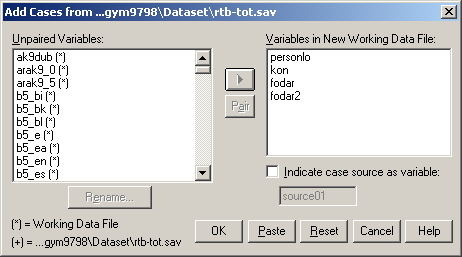 Add Cases from ...gym9798\Dataset\rtb-tot.sav
Unpaired Variables:
ak9dub (*)
arak9_0 (*)
arak9_5 (*)
b5_bi (*)
b5_bk (*)
b5_bl (*)
b5_e (*)
b5_ea (*)
b5_en (*)
b5_es (*)
Rename...
Pair
Variables in New Working Data File:
personlo
kon
fodar
fodar2
Indicate case source as variable:
source01
(*) = Working Data File
(+) = ...gym9798\Dataset\rtb-tot.sav
OK
Paste
Reset
Cancel
Help